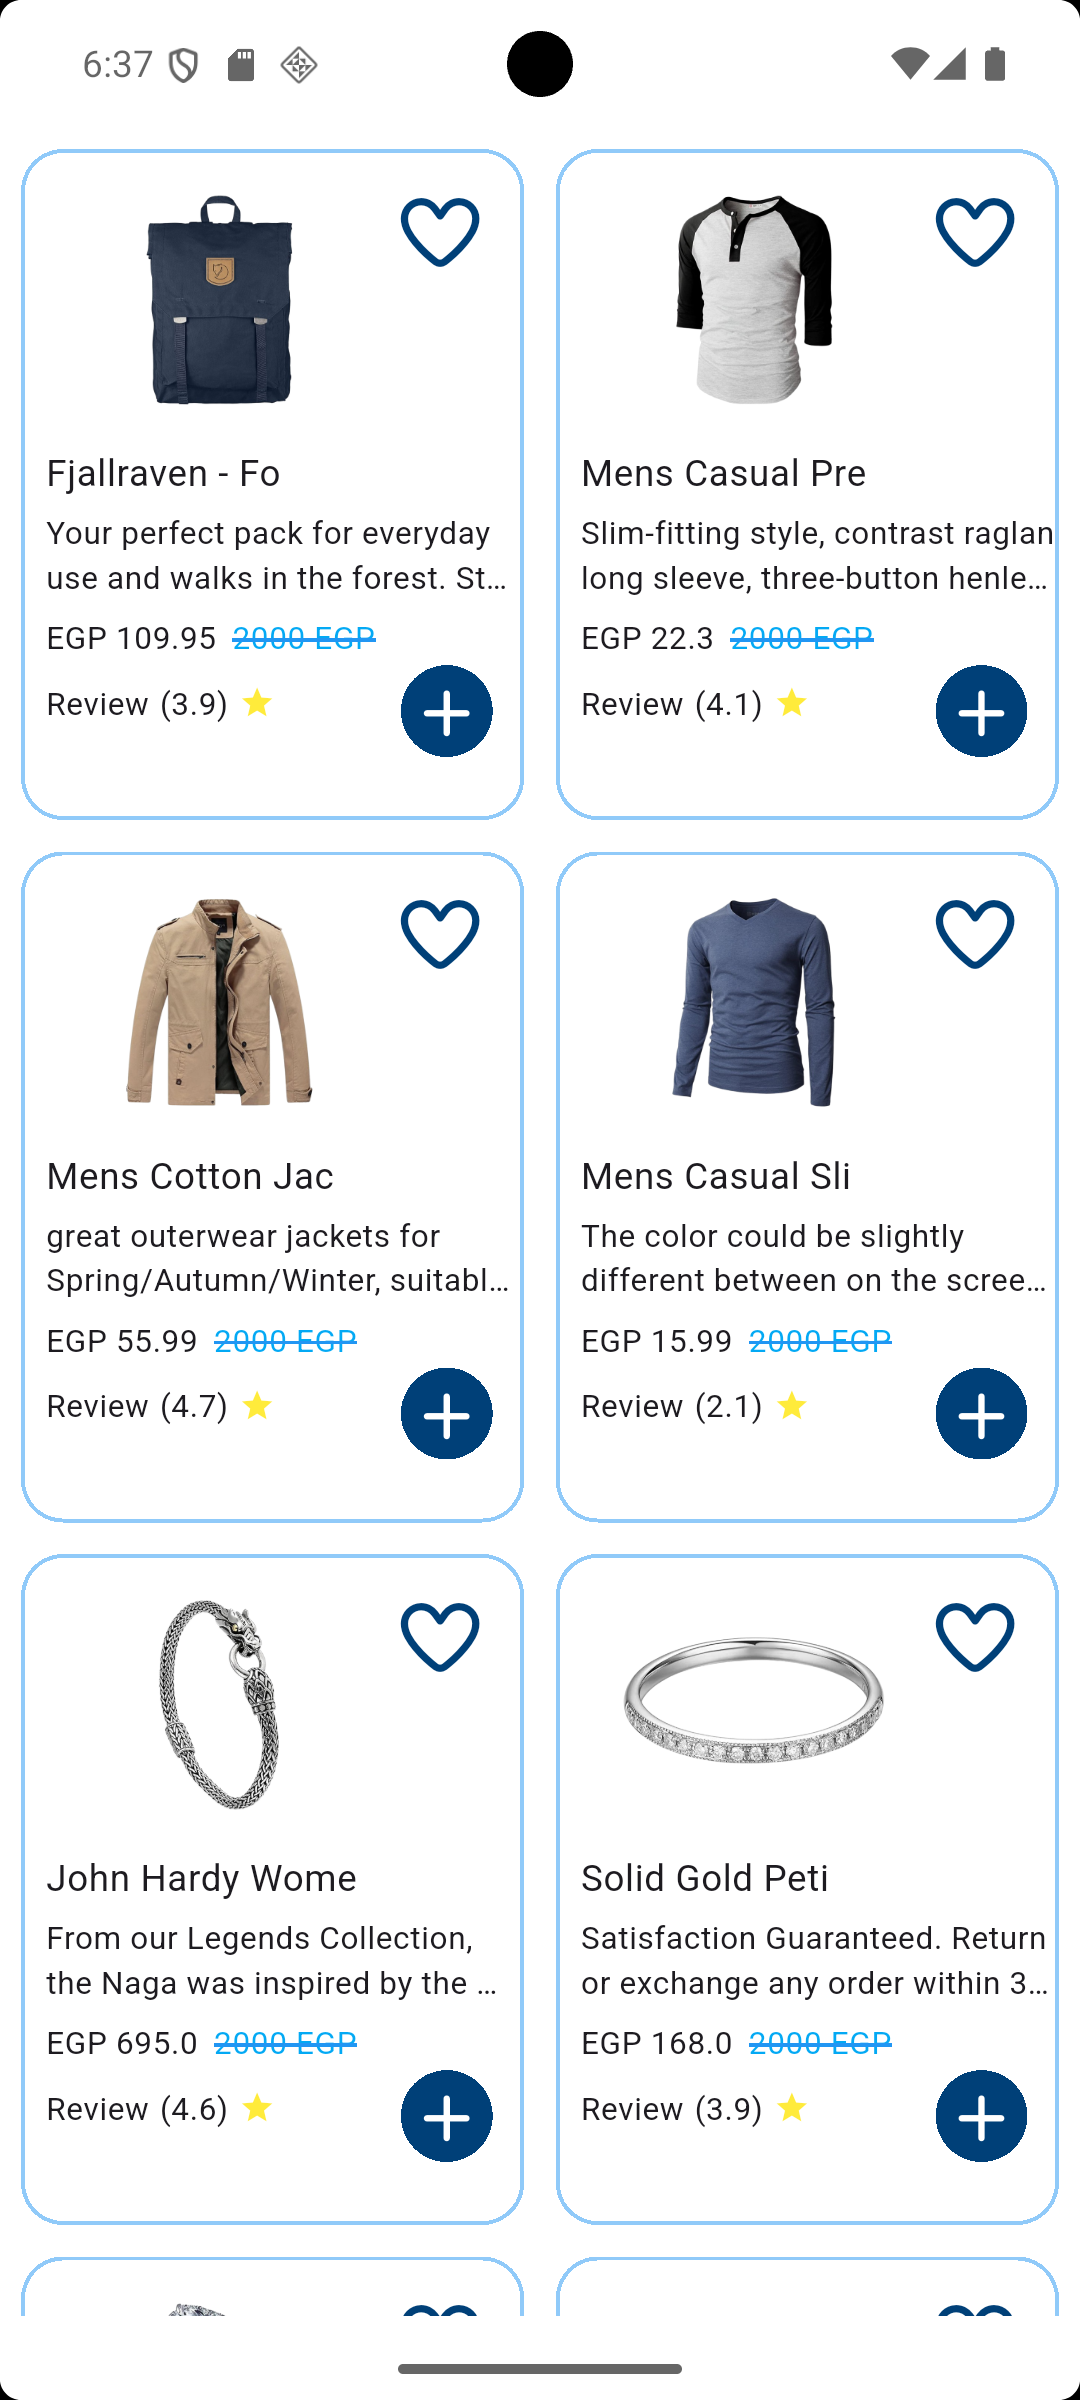 6:37
Fjallraven - Fo
Your perfect pack for everyday
use and walks in the forest. St…
EGP 109.95 2000 EGP
Review (3.9)
Mens Casual Pre
Slim-fitting style, contrast raglan
long sleeve, three-button henle…
EGP 22.3 2000 EGP
Review (4.1)
Mens Cotton Jac
great outerwear jackets for
Spring/Autumn/Winter, suitabl…
EGP 55.99 2000 EGP
Review (4.7)
Mens Casual Sli
The color could be slightly
different between on the scree…
EGP 15.99 2000 EGP
Review (2.1)
John Hardy Wome
From our Legends Collection,
the Naga was inspired by the …
EGP 695.0 2000 EGP
Review (4.6)
Solid Gold Peti
Satisfaction Guaranteed. Return
or exchange any order within 3…
EGP 168.0 2000 EGP
Review (3.9)